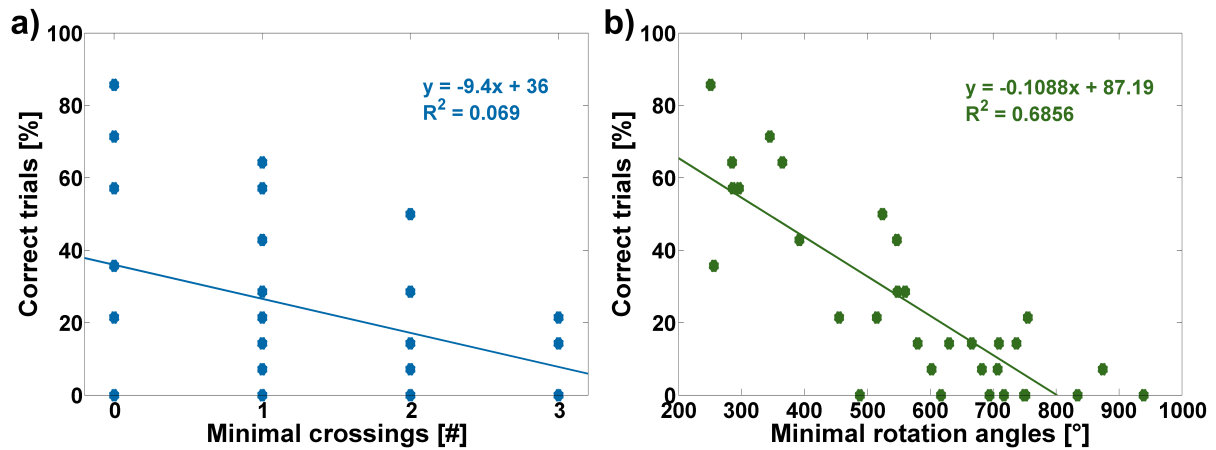 a)
Correct trials [%]
100
80
60
40
20
0
y = -9.4x + 36
R² = 0.069
0 1 2 3
Minimal crossings [#]
b)
Correct trials [%]
100
80
60
40
20
0
y = -0.1088x + 87.19
R² = 0.6856
200 300 400 500 600 700 800 900 1000
Minimal rotation angles [°]